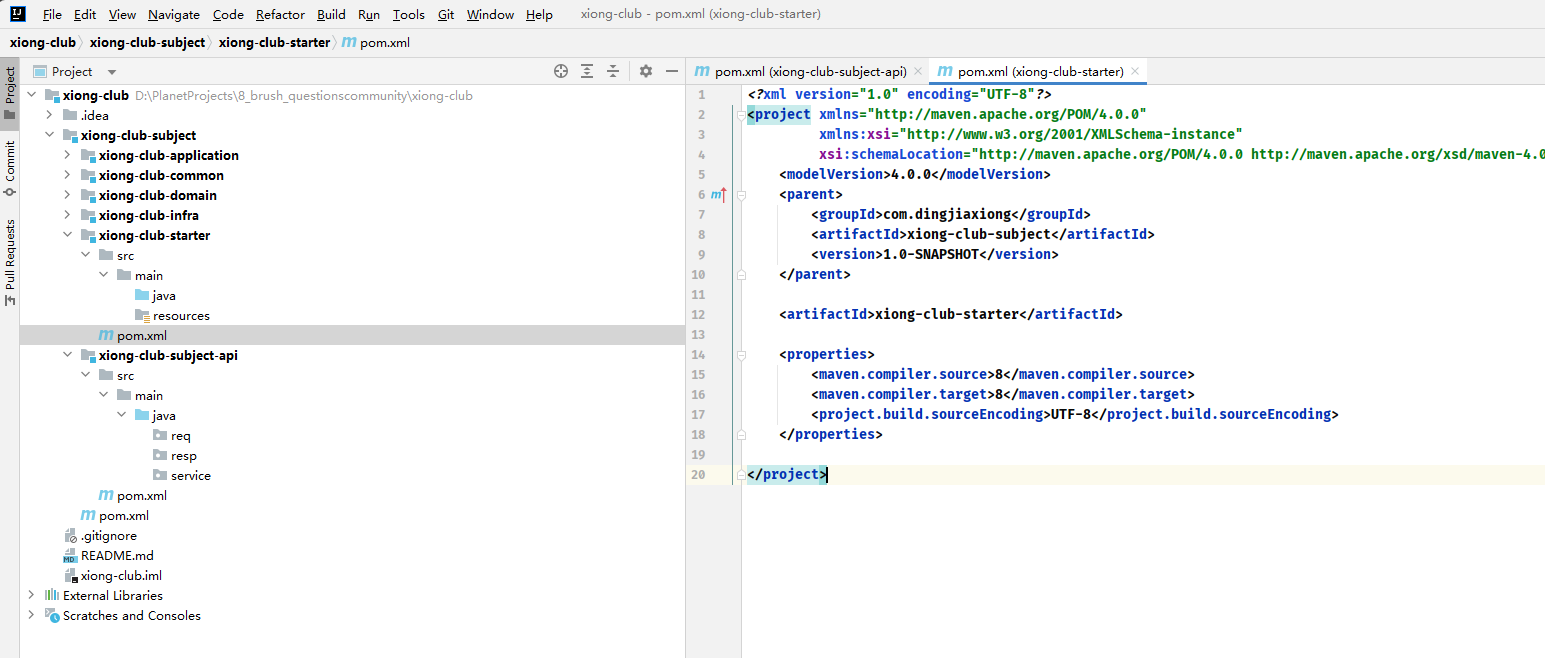 File Edit View Navigate Code Refactor Build Run Tools Git Window Help xiong-club - pom.xml (xiong-club-starter)
xiong-club xiong-club-subject xiong-club-starter pom.xml
Project
Commit
Pull Requests
Project
xiong-club D:\PlanetProjects\8_brush_questionscommunity\xiong-club
.idea
xiong-club-subject
xiong-club-application
xiong-club-common
xiong-club-domain
xiong-club-infra
xiong-club-starter
src
main
java
resources
pom.xml
xiong-club-subject-api
src
main
java
req
resp
service
pom.xml
pom.xml
.gitignore
README.md
xiong-club.iml
External Libraries
Scratches and Consoles
pom.xml (xiong-club-subject-api) pom.xml (xiong-club-starter)
1 <?xml version="1.0" encoding="UTF-8"?>
2 <project xmlns="http://maven.apache.org/POM/4.0.0"
3 xmlns:xsi="http://www.w3.org/2001/XMLSchema-instance"
4 xsi:schemaLocation="http://maven.apache.org/POM/4.0.0 http://maven.apache.org/xsd/maven-4.0
5 <modelVersion>4.0.0</modelVersion>
6 <parent>
7 <groupId>com.dingjiaxiong</groupId>
8 <artifactId>xiong-club-subject</artifactId>
9 <version>1.0-SNAPSHOT</version>
10 </parent>
11
12 <artifactId>xiong-club-starter</artifactId>
13
14 <properties>
15 <maven.compiler.source>8</maven.compiler.source>
16 <maven.compiler.target>8</maven.compiler.target>
17 <project.build.sourceEncoding>UTF-8</project.build.sourceEncoding>
18 </properties>
19
20 </project>